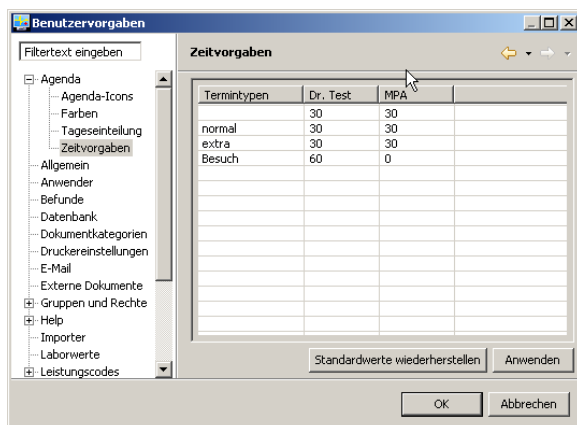 Benutzervorgaben
Filtertext eingeben
Zeitvorgaben
Agenda
Agenda-Icons
Farben
Tageseinteilung
Zeitvorgaben
Allgemein
Anwender
Befunde
Datenbank
Dokumentkategorien
Druckereinstellungen
E-Mail
Externe Dokumente
Gruppen und Rechte
Help
Importer
Laborwerte
Leistungscodes
Termintypen Dr. Test MPA
30 30
normal 30 30
extra 30 30
Besuch 60 0
Standardwerte wiederherstellen Anwenden
OK Abbrechen